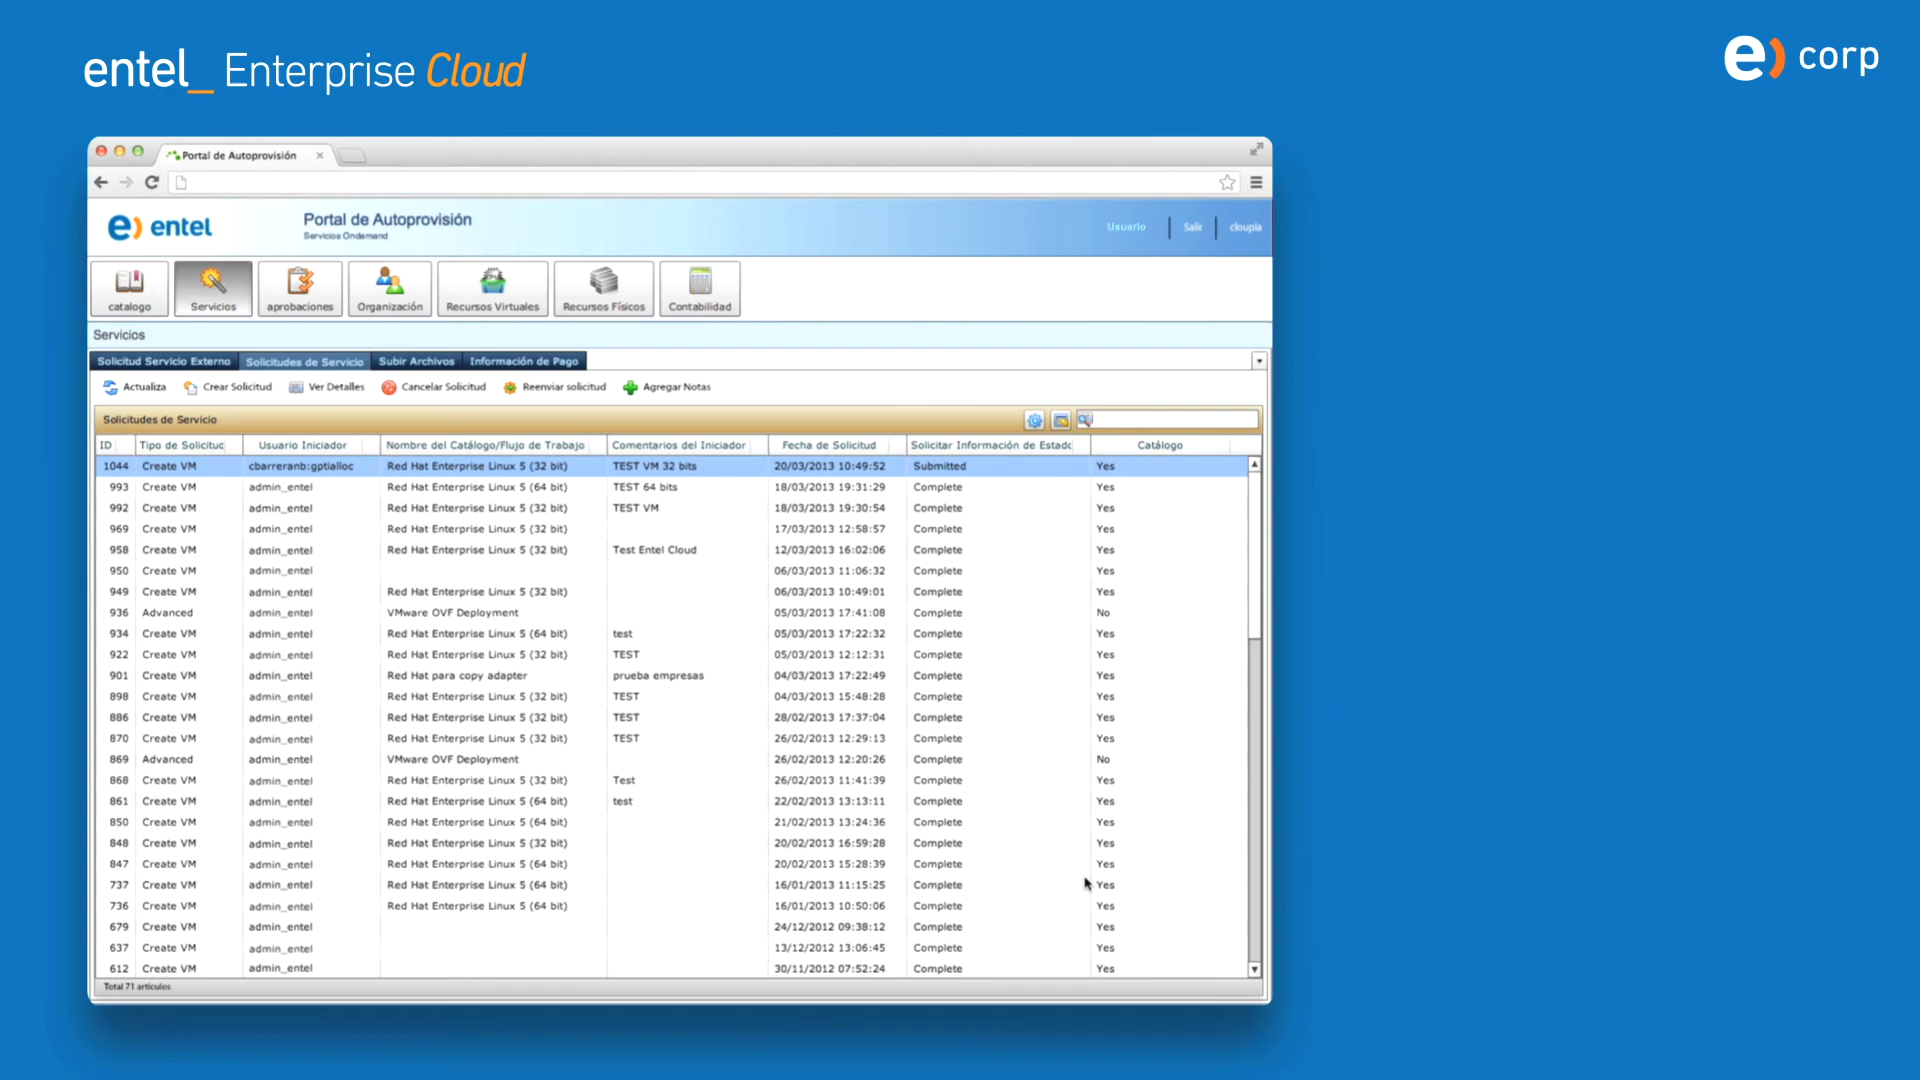 entel_ Enterprise Cloud
e) corp
Portal de Autoprovisión
e) entel
Portal de Autoprovisión
Servicios Ondemand
Usuario | Salir | cloupia
catalogo Servicios aprobaciones Organización Recursos Virtuales Recursos Físicos Contabilidad
Servicios
Solicitud Servicio Externo Solicitudes de Servicio Subir Archivos Información de Pago
Actualiza Crear Solicitud Ver Detalles Cancelar Solicitud Reenviar solicitud Agregar Notas
Solicitudes de Servicio
ID Tipo de Solicituc Usuario Iniciador Nombre del Catálogo/Flujo de Trabajo Comentarios del Iniciador Fecha de Solicitud Solicitar Información de Estadc Catálogo
1044 Create VM cbarreranb:gptialloc Red Hat Enterprise Linux 5 (32 bit) TEST VM 32 bits 20/03/2013 10:49:52 Submitted Yes
993 Create VM admin_entel Red Hat Enterprise Linux 5 (64 bit) TEST 64 bits 18/03/2013 19:31:29 Complete Yes
992 Create VM admin_entel Red Hat Enterprise Linux 5 (32 bit) TEST VM 18/03/2013 19:30:54 Complete Yes
969 Create VM admin_entel Red Hat Enterprise Linux 5 (32 bit) 17/03/2013 12:58:57 Complete Yes
958 Create VM admin_entel Red Hat Enterprise Linux 5 (32 bit) Test Entel Cloud 12/03/2013 16:02:06 Complete Yes
950 Create VM admin_entel 06/03/2013 11:06:32 Complete Yes
949 Create VM admin_entel Red Hat Enterprise Linux 5 (32 bit) 06/03/2013 10:49:01 Complete Yes
936 Advanced admin_entel VMware OVF Deployment 05/03/2013 17:41:08 Complete No
934 Create VM admin_entel Red Hat Enterprise Linux 5 (64 bit) test 05/03/2013 17:22:32 Complete Yes
922 Create VM admin_entel Red Hat Enterprise Linux 5 (32 bit) TEST 05/03/2013 12:12:31 Complete Yes
901 Create VM admin_entel Red Hat para copy adapter prueba empresas 04/03/2013 17:22:49 Complete Yes
898 Create VM admin_entel Red Hat Enterprise Linux 5 (32 bit) TEST 04/03/2013 15:48:28 Complete Yes
886 Create VM admin_entel Red Hat Enterprise Linux 5 (32 bit) TEST 28/02/2013 17:37:04 Complete Yes
870 Create VM admin_entel Red Hat Enterprise Linux 5 (32 bit) TEST 26/02/2013 12:29:13 Complete Yes
869 Advanced admin_entel VMware OVF Deployment 26/02/2013 12:20:26 Complete No
868 Create VM admin_entel Red Hat Enterprise Linux 5 (32 bit) Test 26/02/2013 11:41:39 Complete Yes
861 Create VM admin_entel Red Hat Enterprise Linux 5 (64 bit) test 22/02/2013 13:13:11 Complete Yes
850 Create VM admin_entel Red Hat Enterprise Linux 5 (64 bit) 21/02/2013 13:24:36 Complete Yes
848 Create VM admin_entel Red Hat Enterprise Linux 5 (32 bit) 20/02/2013 16:59:28 Complete Yes
847 Create VM admin_entel Red Hat Enterprise Linux 5 (64 bit) 20/02/2013 15:28:39 Complete Yes
737 Create VM admin_entel Red Hat Enterprise Linux 5 (64 bit) 16/01/2013 11:15:25 Complete Yes
736 Create VM admin_entel Red Hat Enterprise Linux 5 (64 bit) 16/01/2013 10:50:06 Complete Yes
679 Create VM admin_entel 24/12/2012 09:38:12 Complete Yes
637 Create VM admin_entel 13/12/2012 13:06:45 Complete Yes
612 Create VM admin_entel 30/11/2012 07:52:24 Complete Yes
Total 71 artículos